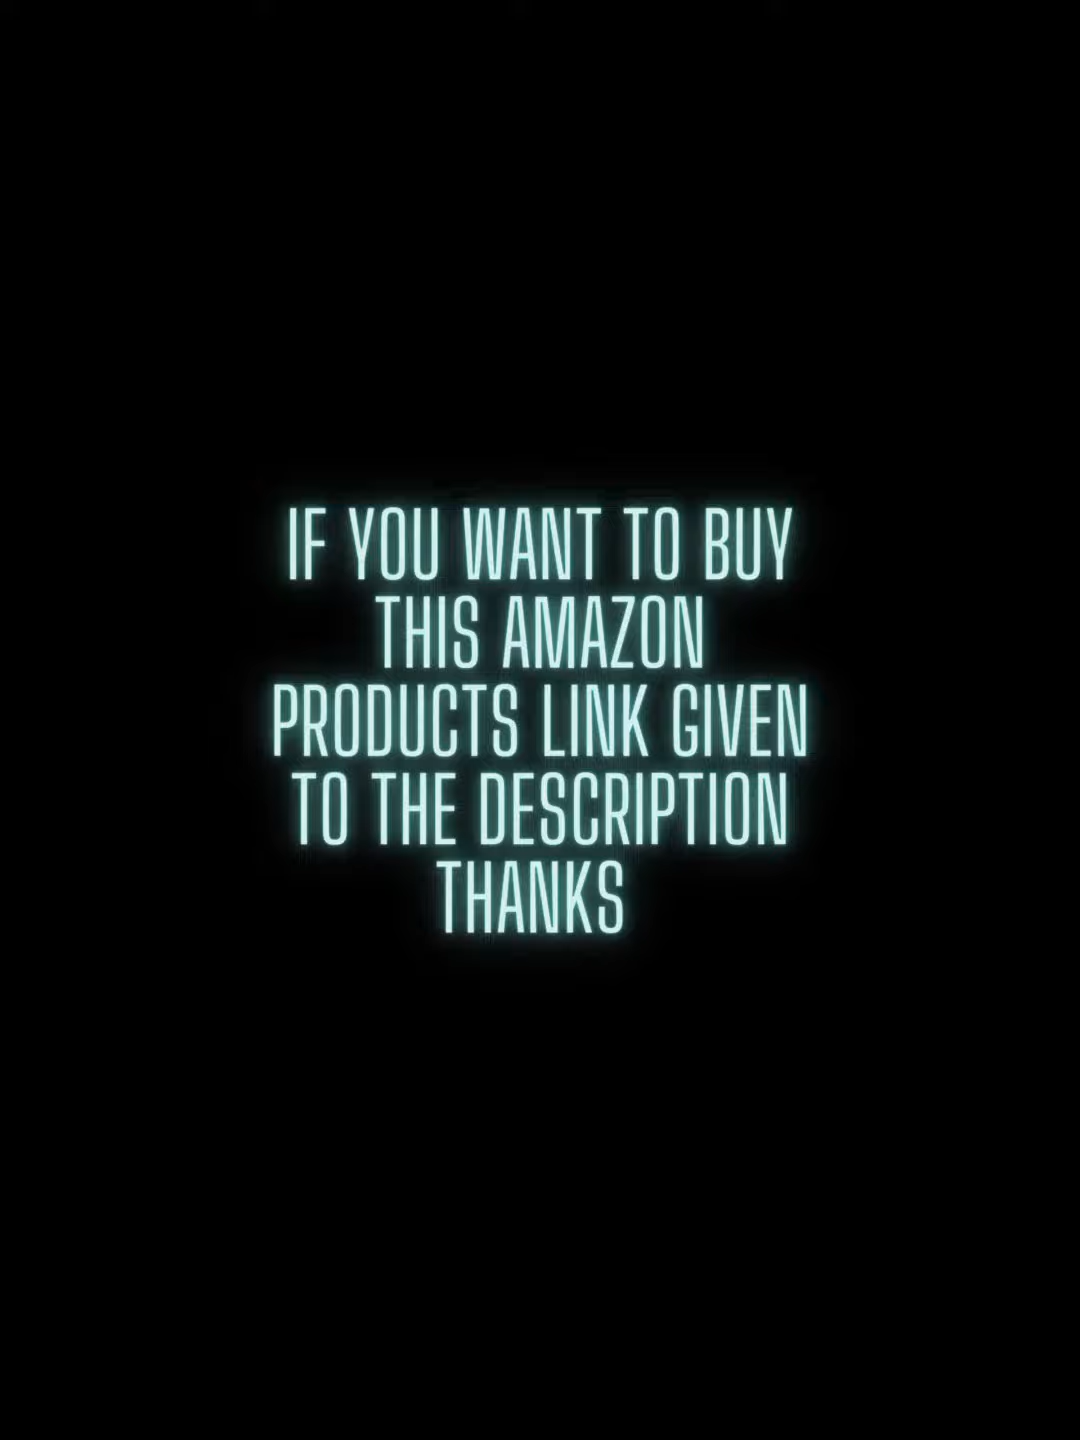 IF YOU WANT TO BUY
THIS AMAZON
PRODUCTS LINK GIVEN
TO THE DESCRIPTION
THANKS